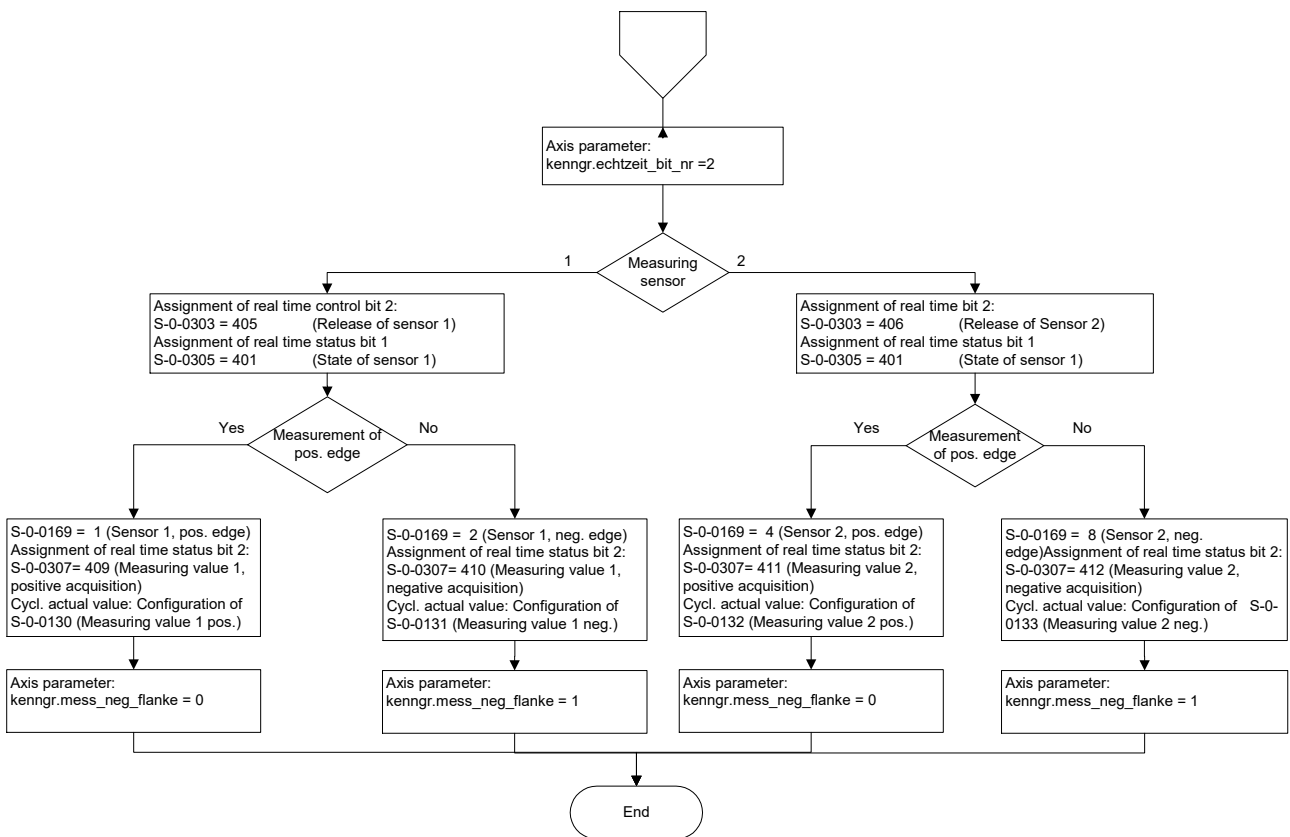 Axis parameter:
kenngr.echtzeit_bit_nr =2
Measuring
sensor
1
2
Assignment of real time control bit 2:
S-0-0303 = 405 (Release of sensor 1)
Assignment of real time status bit 1
S-0-0305 = 401 (State of sensor 1)
Assignment of real time bit 2:
S-0-0303 = 406 (Release of Sensor 2)
Assignment of real time status bit 1
S-0-0305 = 401 (State of sensor 1)
Yes
Measurement of
pos. edge
No
Yes
Measurement
of pos. edge
No
S-0-0169 = 1 (Sensor 1, pos. edge)
Assignment of real time status bit 2:
S-0-0307= 409 (Measuring value 1,
positive acquisition)
Cycl. actual value: Configuration of
S-0-0130 (Measuring value 1 pos.)
S-0-0169 = 2 (Sensor 1, neg. edge)
Assignment of real time status bit 2:
S-0-0307= 410 (Measuring value 1,
negative acquisition)
Cycl. actual value: Configuration of
S-0-0131 (Measuring value 1 neg.)
S-0-0169 = 4 (Sensor 2, pos. edge)
Assignment of real time status bit 2:
S-0-0307= 411 (Measuring value 2,
positive acquisition)
Cycl. actual value: Configuration of
S-0-0132 (Measuring value 2 pos.)
S-0-0169 = 8 (Sensor 2, neg.
edge)Assignment of real time status bit 2:
S-0-0307= 412 (Measuring value 2,
negative acquisition)
Cycl. actual value: Configuration of S-0-
0133 (Measuring value 2 neg.)
Axis parameter:
kenngr.mess_neg_flanke = 0
Axis parameter:
kenngr.mess_neg_flanke = 1
Axis parameter:
kenngr.mess_neg_flanke = 0
Axis parameter:
kenngr.mess_neg_flanke = 1
End